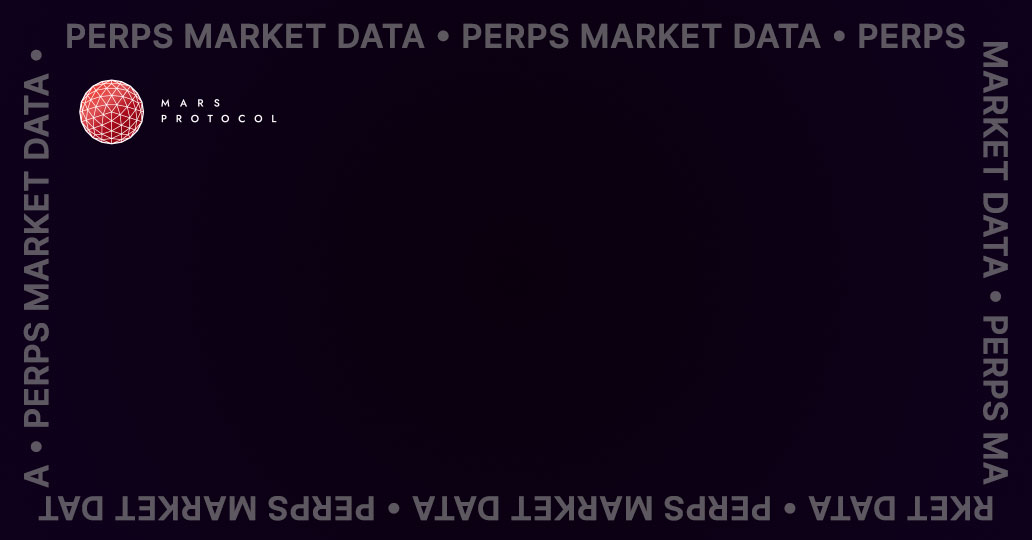 PERPS MARKET DATA • PERPS MARKET DATA • PERPS
MARKET DATA • PERPS MA
RKET DATA • PERPS MARKET DATA • PERPS MARKET DAT
A • PERPS MARKET DATA •
MARS
PROTOCOL